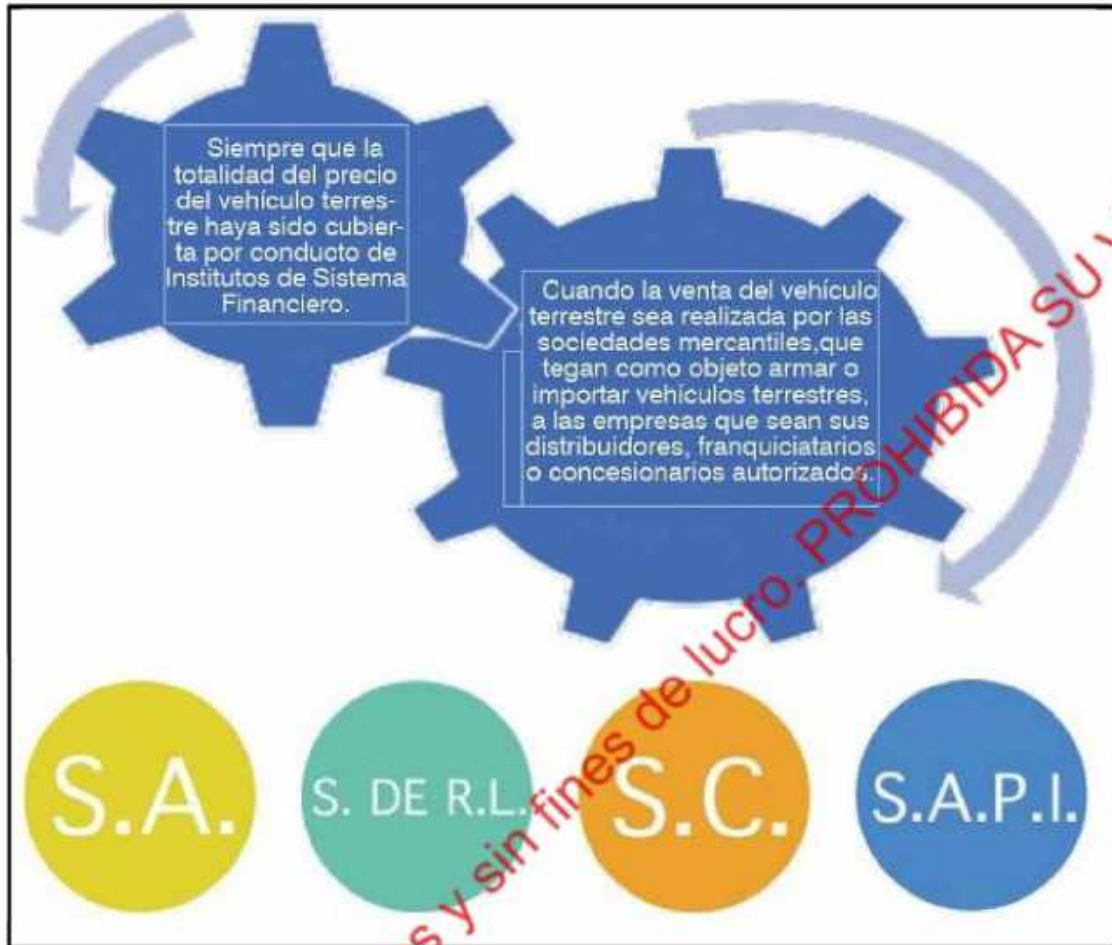 Siempre que la
totalidad del precio
del vehículo terres-
tre haya sido cubier-
ta por conducto de
Institutos de Sistema
Financiero.
Cuando la venta del vehículo
terrestre sea realizada por las
sociedades mercantiles,que
tegan como objeto armar o
importar vehículos terrestres,
a las empresas que sean sus
distribuidores, franquiciatarios
o concesionarios autorizados.
S.A.
S. DE R.L.
S.C.
S.A.P.I.
s y sin fines de lucro. PROHIBIDA SU V